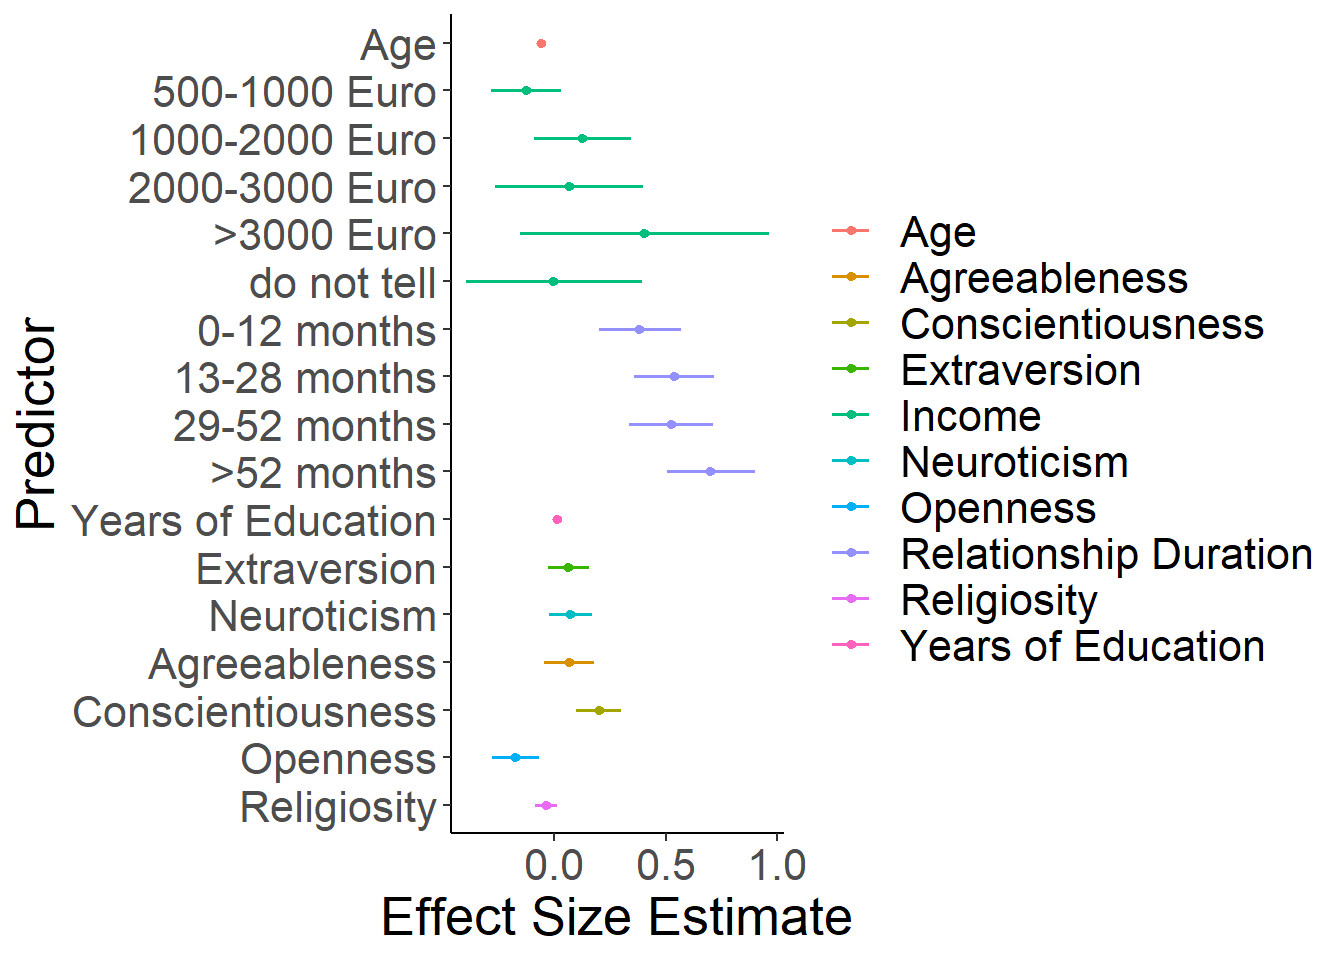 Predictor
Age
500-1000 Euro
1000-2000 Euro
2000-3000 Euro
>3000 Euro
do not tell
0-12 months
13-28 months
29-52 months
>52 months
Years of Education
Extraversion
Neuroticism
Agreeableness
Conscientiousness
Openness
Religiosity
0.0 0.5 1.0
Effect Size Estimate
Age
Agreeableness
Conscientiousness
Extraversion
Income
Neuroticism
Openness
Relationship Duration
Religiosity
Years of Education